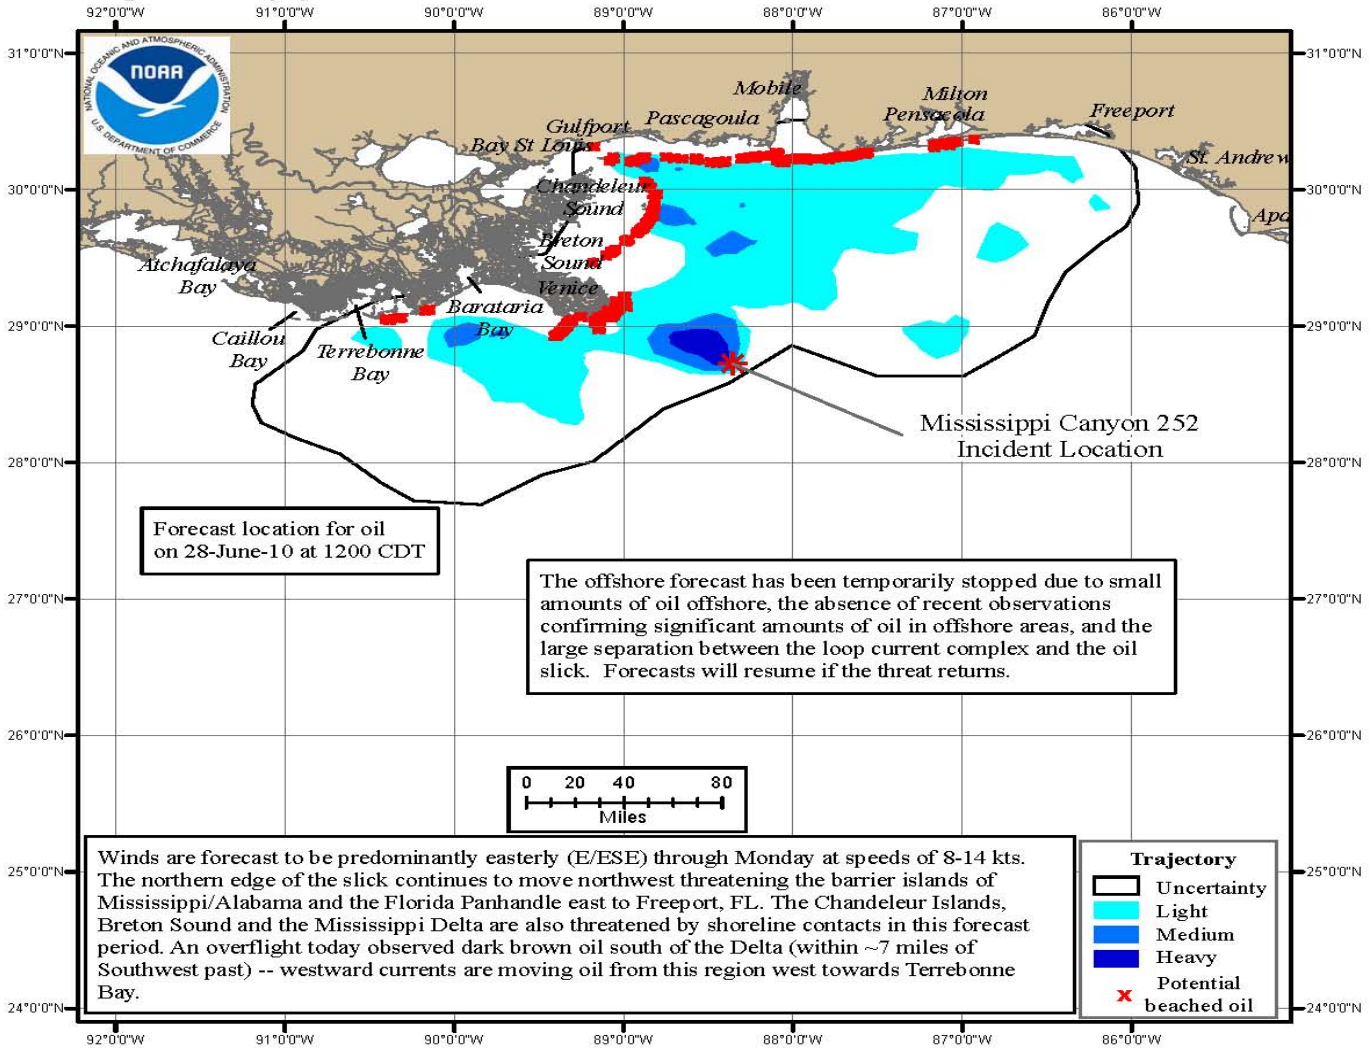 92°0'0"W 91°0'0"W 90°0'0"W 89°0'0"W 88°0'0"W 87°0'0"W 86°0'0"W
31°0'0"N 31°0'0"N
NATIONAL OCEANIC AND ATMOSPHERIC ADMINISTRATION
NOAA
U.S. DEPARTMENT OF COMMERCE
Mobile
Milton
Pascagoula
Pensacola
Freeport
Gulfport
Bay St Louis
St. Andrew
30°0'0"N 30°0'0"N
Chandeleur
Sound
Apa
Breton
Sound
Atchafalaya
Bay
Venice
Barataria
Bay
29°0'0"N 29°0'0"N
Caillou
Bay
Terrebonne
Bay
Mississippi Canyon 252
Incident Location
28°0'0"N 28°0'0"N
Forecast location for oil
on 28-June-10 at 1200 CDT
The offshore forecast has been temporarily stopped due to small
amounts of oil offshore, the absence of recent observations
confirming significant amounts of oil in offshore areas, and the
large separation between the loop current complex and the oil
slick. Forecasts will resume if the threat returns.
27°0'0"N 27°0'0"N
26°0'0"N 26°0'0"N
0 20 40 80
Miles
25°0'0"N 25°0'0"N
Winds are forecast to be predominantly easterly (E/ESE) through Monday at speeds of 8-14 kts.
The northern edge of the slick continues to move northwest threatening the barrier islands of
Mississippi/Alabama and the Florida Panhandle east to Freeport, FL. The Chandeleur Islands,
Breton Sound and the Mississippi Delta are also threatened by shoreline contacts in this forecast
period. An overflight today observed dark brown oil south of the Delta (within ~7 miles of
Southwest past) -- westward currents are moving oil from this region west towards Terrebonne
Bay.
Trajectory
Uncertainty
Light
Medium
Heavy
x Potential
beached oil
24°0'0"N 24°0'0"N
92°0'0"W 91°0'0"W 90°0'0"W 89°0'0"W 88°0'0"W 87°0'0"W 86°0'0"W